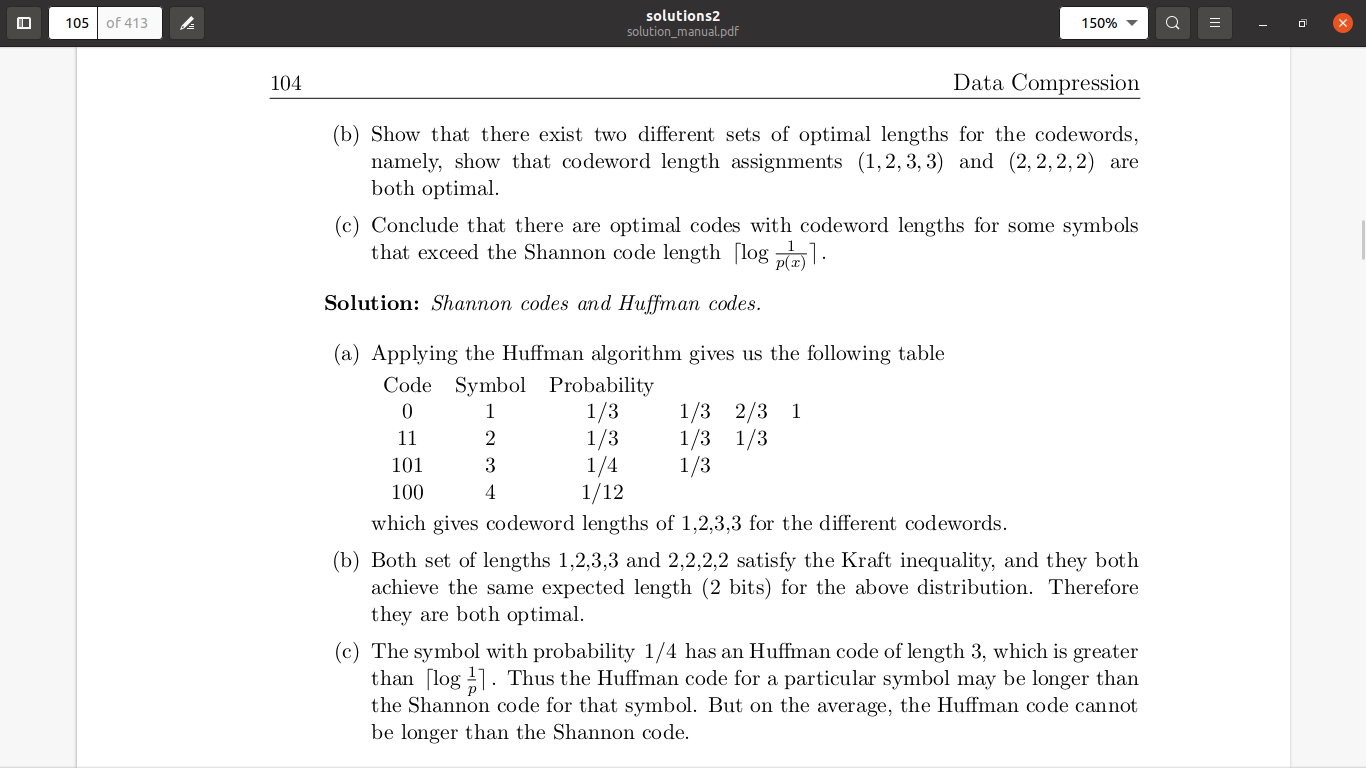 105 of 413
solutions2
solution_manual.pdf
150%
104 Data Compression
(b) Show that there exist two different sets of optimal lengths for the codewords,
namely, show that codeword length assignments (1, 2, 3, 3) and (2, 2, 2, 2) are
both optimal.
(c) Conclude that there are optimal codes with codeword lengths for some symbols
that exceed the Shannon code length ⌈log 1/p(x)⌉.
Solution: Shannon codes and Huffman codes.
(a) Applying the Huffman algorithm gives us the following table
Code Symbol Probability
0 1 1/3 1/3 2/3 1
11 2 1/3 1/3 1/3
101 3 1/4 1/3
100 4 1/12
which gives codeword lengths of 1,2,3,3 for the different codewords.
(b) Both set of lengths 1,2,3,3 and 2,2,2,2 satisfy the Kraft inequality, and they both
achieve the same expected length (2 bits) for the above distribution. Therefore
they are both optimal.
(c) The symbol with probability 1/4 has an Huffman code of length 3, which is greater
than ⌈log 1/p⌉. Thus the Huffman code for a particular symbol may be longer than
the Shannon code for that symbol. But on the average, the Huffman code cannot
be longer than the Shannon code.